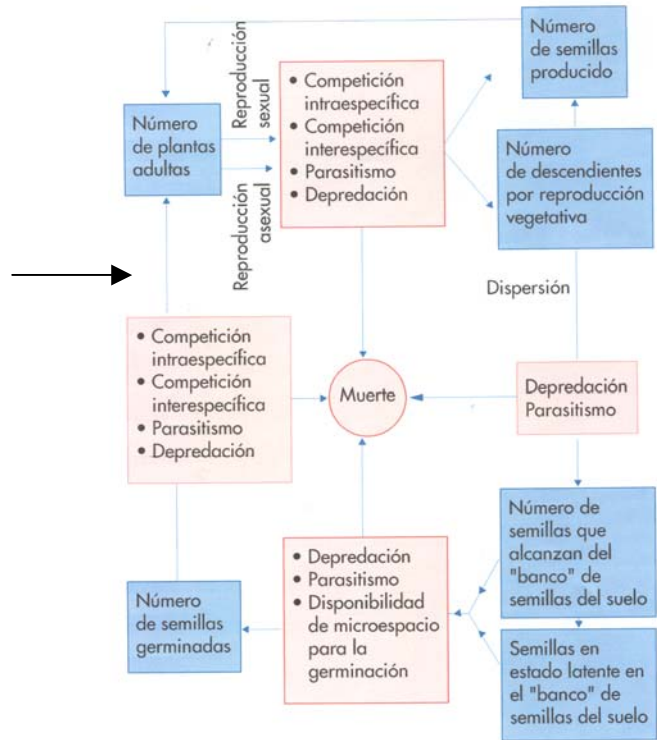 Número
de semillas
producido
Reproducción
sexual
• Competición
intraespecífica
• Competición
interespecífica
• Parasitismo
• Depredación
Número
de plantas
adultas
Reproducción
asexual
Número
de descendientes
por reproducción
vegetativa
Dispersión
• Competición
intraespecífica
• Competición
interespecífica
• Parasitismo
• Depredación
Muerte
Depredación
Parasitismo
Número de
semillas que
alcanzan del
"banco" de
semillas del suelo
• Depredación
• Parasitismo
• Disponibilidad
de microespacio
para la
germinación
Número
de semillas
germinadas
Semillas en
estado latente en
el "banco" de
semillas del suelo